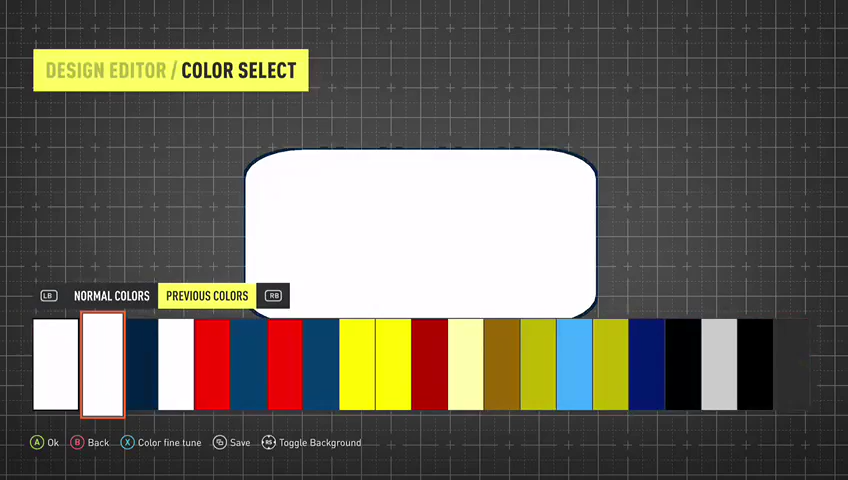 DESIGN EDITOR / COLOR SELECT
LB NORMAL COLORS PREVIOUS COLORS RB
A Ok B Back X Color fine tune Save RS Toggle Background